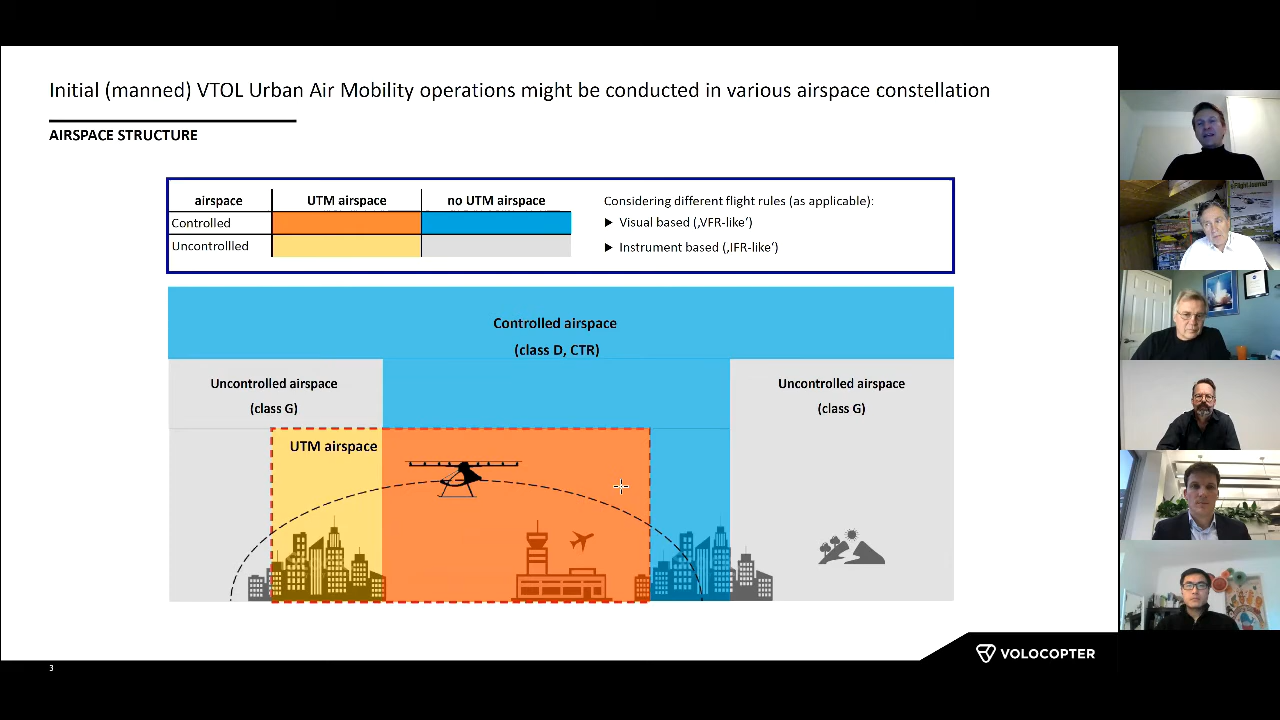 Initial (manned) VTOL Urban Air Mobility operations might be conducted in various airspace constellation
AIRSPACE STRUCTURE
airspace UTM airspace no UTM airspace
Controlled
Uncontrollled
Considering different flight rules (as applicable):
Visual based (‚VFR-like‘)
Instrument based (‚IFR-like‘)
Controlled airspace
(class D, CTR)
Uncontrolled airspace
(class G)
Uncontrolled airspace
(class G)
UTM airspace
3
VOLOCOPTER